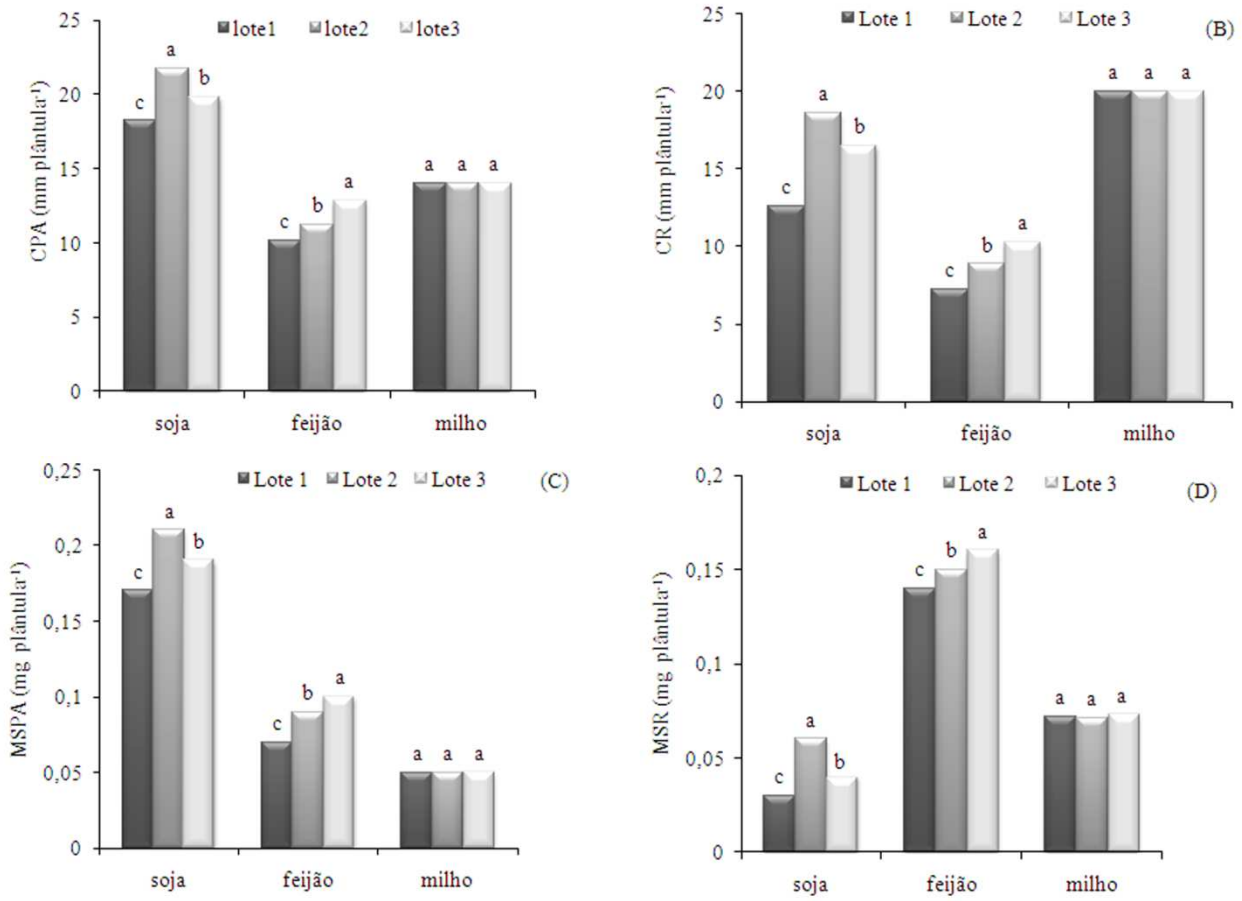 lote1 lote2 lote3
CPA (mm plântula-¹)
25
20
15
10
5
0
c a b
c b a
a a a
soja feijão milho
(B)
Lote 1 Lote 2 Lote 3
CR (mm plântula-¹)
25
20
15
10
5
0
c a b
c b a
a a a
soja feijão milho
(C)
Lote 1 Lote 2 Lote 3
MSPA (mg plântula-¹)
0,25
0,2
0,15
0,1
0,05
0
c a b
c b a
a a a
soja feijão milho
(D)
Lote 1 Lote 2 Lote 3
MSR (mg plântula-¹)
0,2
0,15
0,1
0,05
0
c a b
c b a
a a a
soja feijão milho